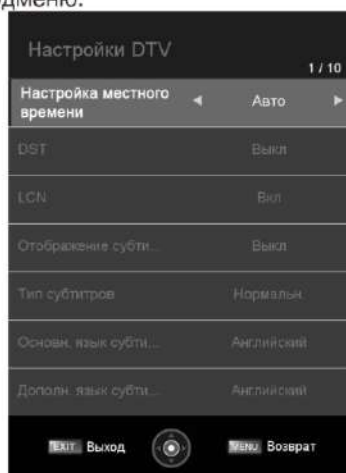 дменю.
Настройки DTV
1 / 10
Настройка местного
времени
Авто
DST
Выкл
LCN
Вкл
Отображение субти...
Выкл
Тип субтитров
Нормальн.
Основн. язык субти...
Английский
Дополн. язык субти...
Английский
EXIT Выход
MENU Возврат